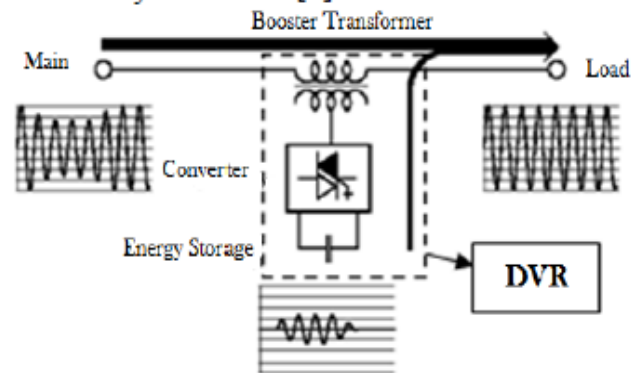 Booster Transformer
Main
Load
Converter
Energy Storage
DVR